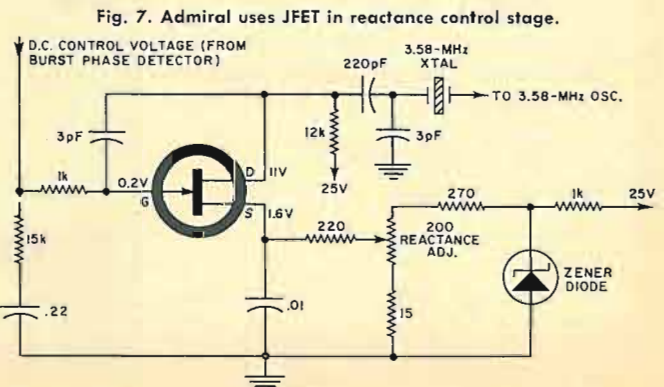 Fig. 7. Admiral uses JFET in reactance control stage.
D.C. CONTROL VOLTAGE (FROM
BURST PHASE DETECTOR)
3.58-MHz
XTAL
220pF
TO 3.58-MHz OSC.
3pF
12k
3pF
25V
1k
0.2V
G
D
11V
S
1.6V
270
1k
25V
220
200
REACTANCE
ADJ.
15k
ZENER
DIODE
.22
.01
15